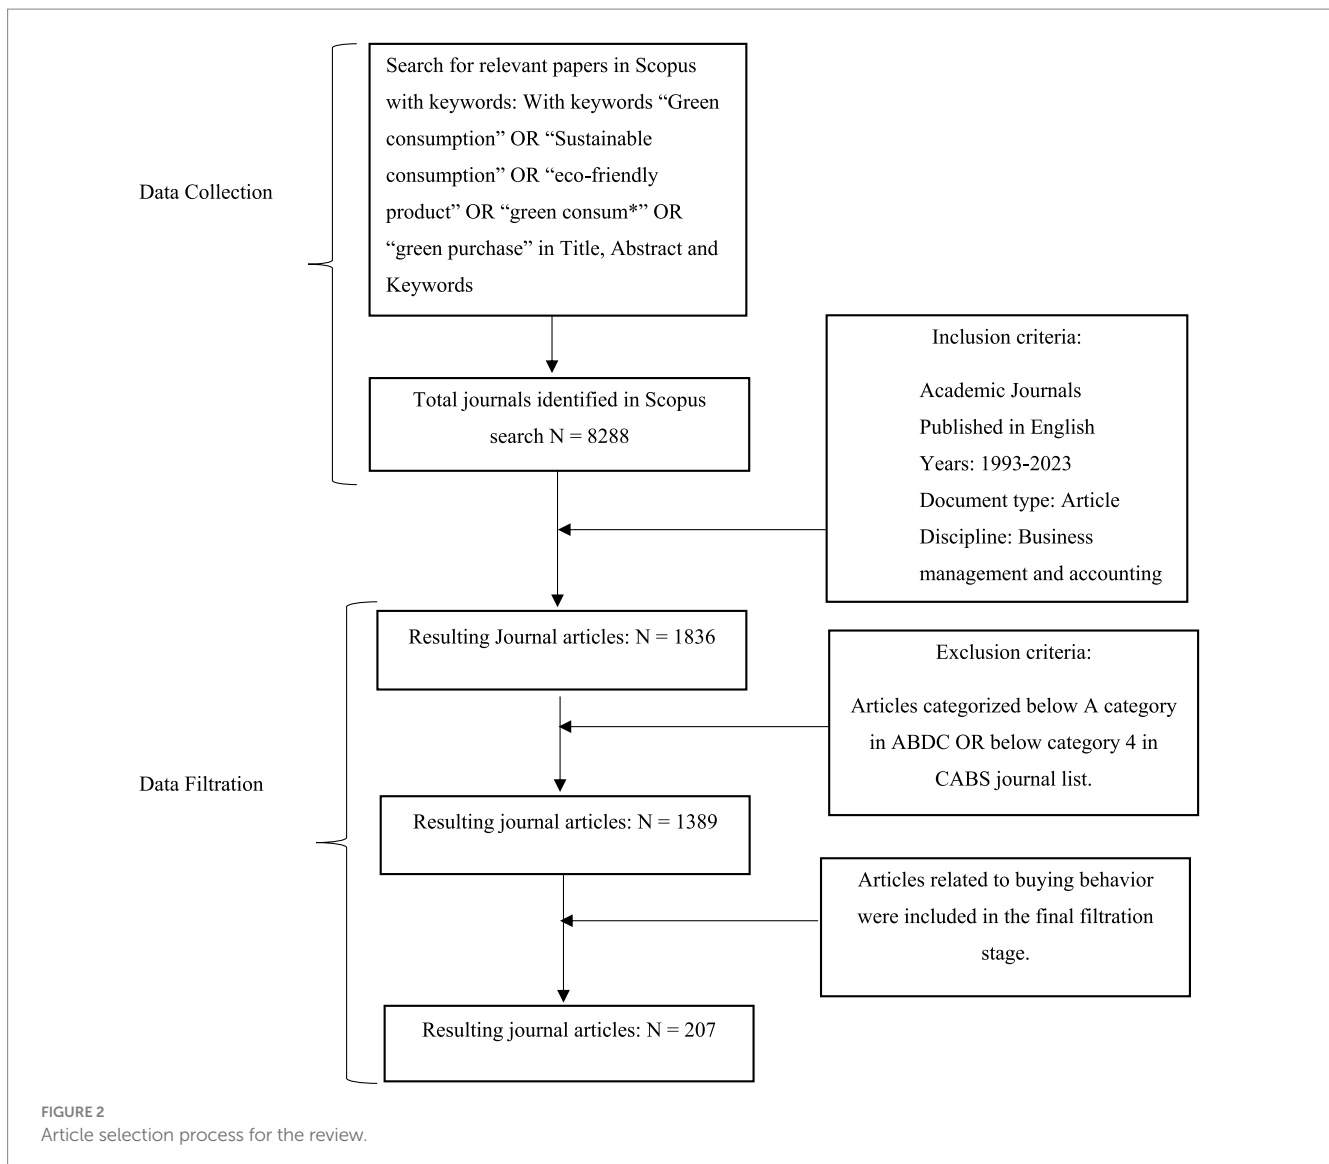 Data Collection
Search for relevant papers in Scopus
with keywords: With keywords “Green
consumption” OR “Sustainable
consumption” OR “eco-friendly
product” OR “green consum*” OR
“green purchase” in Title, Abstract and
Keywords
Total journals identified in Scopus
search N = 8288
Inclusion criteria:
Academic Journals
Published in English
Years: 1993-2023
Document type: Article
Discipline: Business
management and accounting
Data Filtration
Resulting Journal articles: N = 1836
Exclusion criteria:
Articles categorized below A category
in ABDC OR below category 4 in
CABS journal list.
Resulting journal articles: N = 1389
Articles related to buying behavior
were included in the final filtration
stage.
Resulting journal articles: N = 207
FIGURE 2
Article selection process for the review.